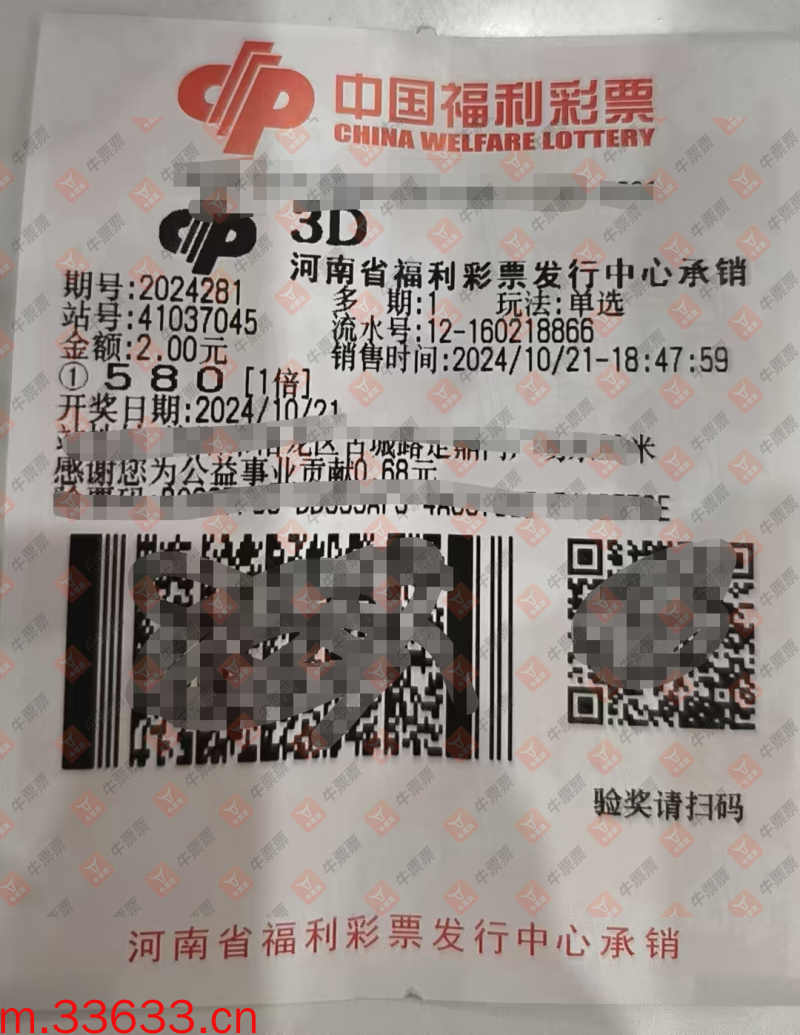 中国福利彩票
CHINA WELFARE LOTTERY
3D
河南省福利彩票发行中心承销
期号:2024281 多 期:1 玩法:单选
站号:41037045 流水号:12-160218866
金额:2.00元 销售时间:2024/10/21-18:47:59
① 5 8 0 [1倍]
开奖日期:2024/10/21
米
感谢您为公益事业贡献0.68元
验奖请扫码
河南省福利彩票发行中心承销
牛票票
m.33633.cn